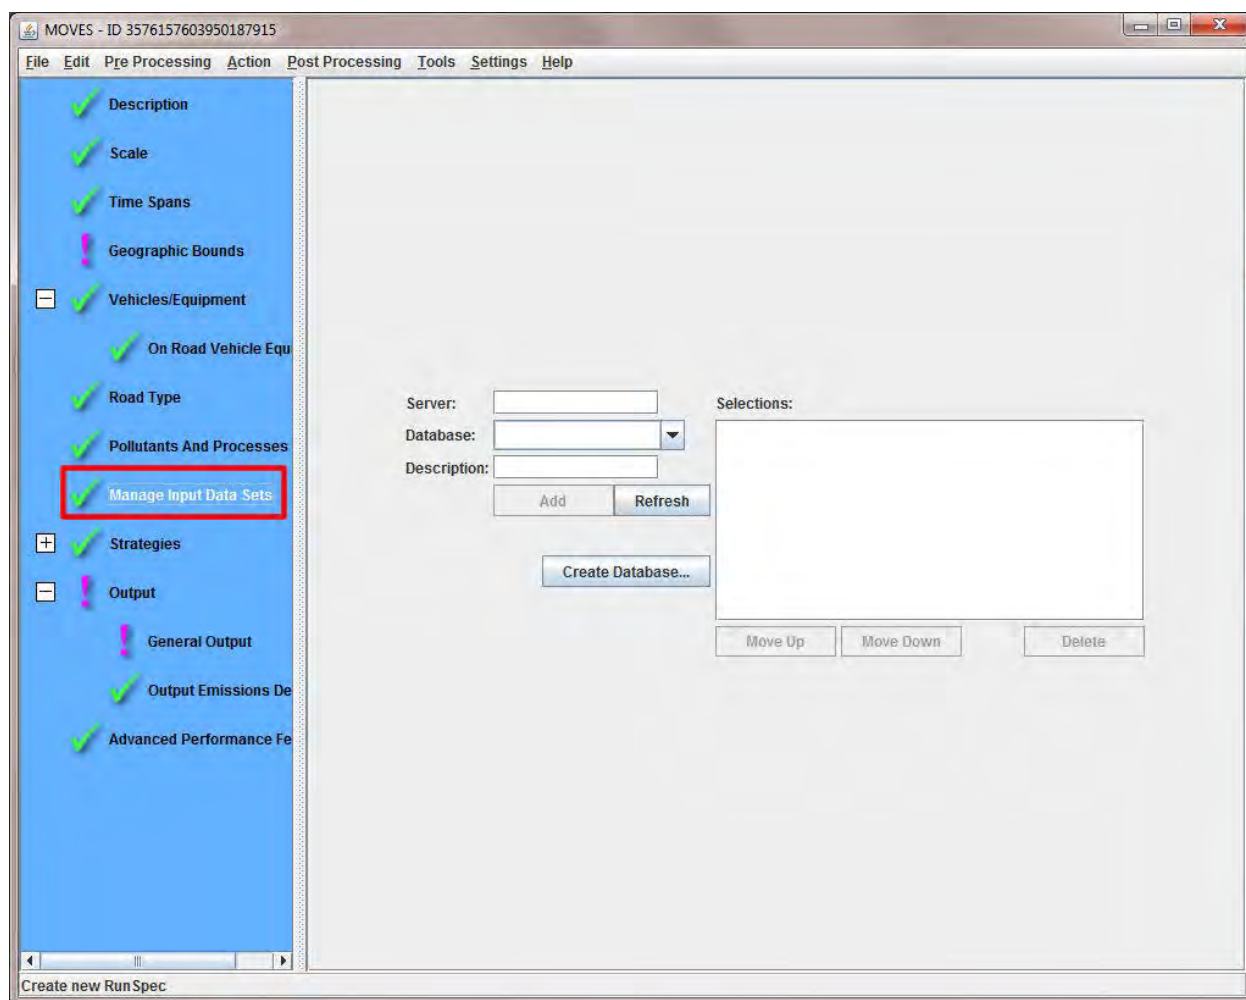 MOVES - ID 3576157603950187915
File Edit Pre Processing Action Post Processing Tools Settings Help
Description
Scale
Time Spans
Geographic Bounds
Vehicles/Equipment
On Road Vehicle Equ
Road Type
Pollutants And Processes
Manage Input Data Sets
Strategies
Output
General Output
Output Emissions De
Advanced Performance Fe
Server:
Database:
Description:
Add Refresh
Create Database...
Selections:
Move Up Move Down Delete
Create new RunSpec